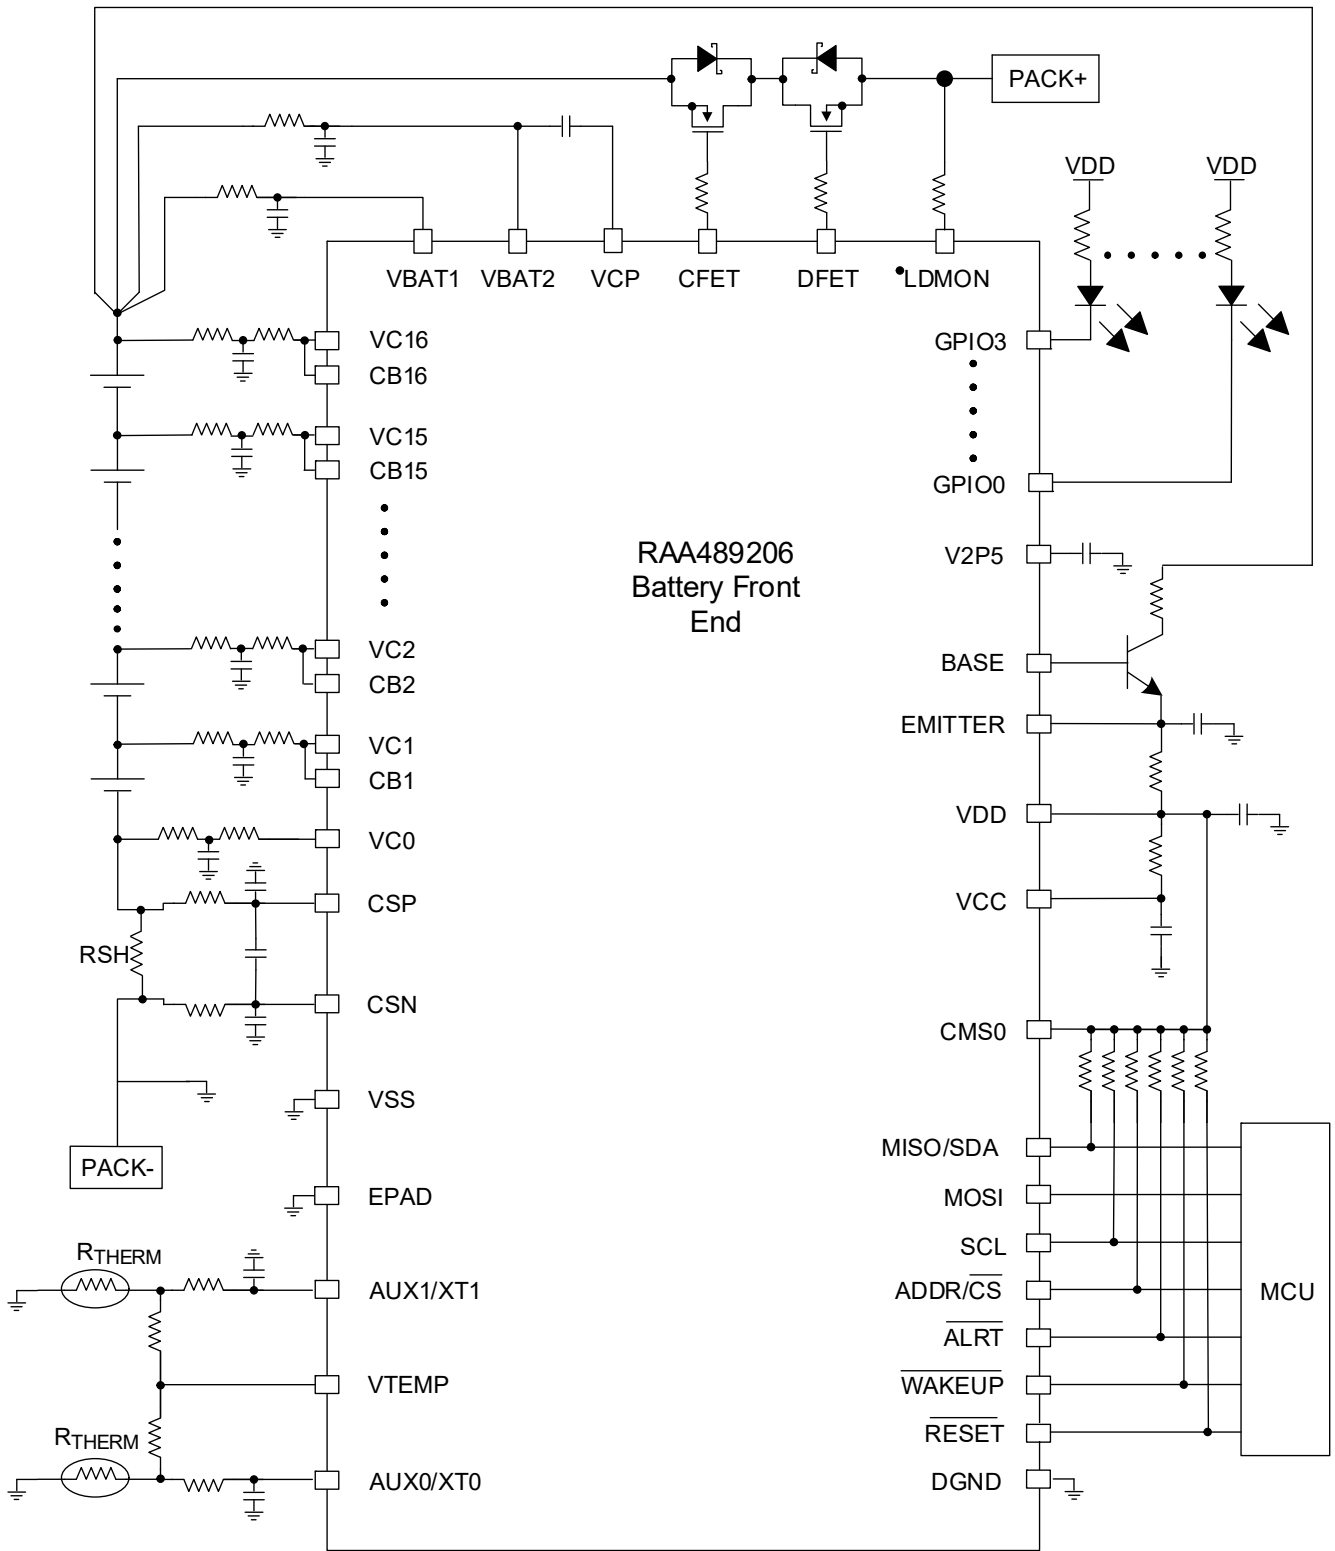 PACK+
VDD
VDD
VBAT1
VBAT2
VCP
CFET
DFET
LDMON
VC16
CB16
VC15
CB15
VC2
CB2
VC1
CB1
VC0
CSP
RSH
CSN
VSS
PACK-
EPAD
RTHERM
AUX1/XT1
VTEMP
RTHERM
AUX0/XT0
RAA489206
Battery Front
End
GPIO3
GPIO0
V2P5
BASE
EMITTER
VDD
VCC
CMS0
MISO/SDA
MOSI
SCL
ADDR/CS
ALRT
WAKEUP
RESET
DGND
MCU